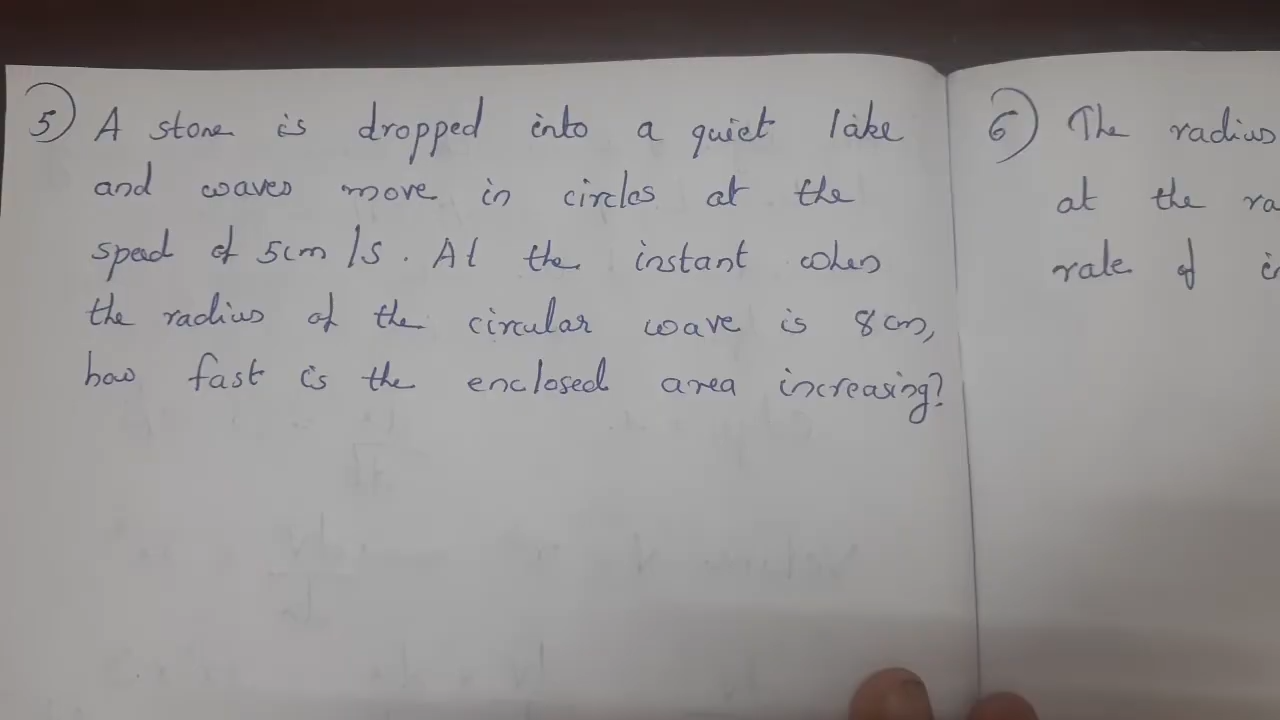 5) A stone is dropped into a quiet lake
and waves move in circles at the
speed of 5cm/s. At the instant when
the radius of the circular wave is 8cm,
how fast is the enclosed area increasing?
6) The radius
at the
rate of